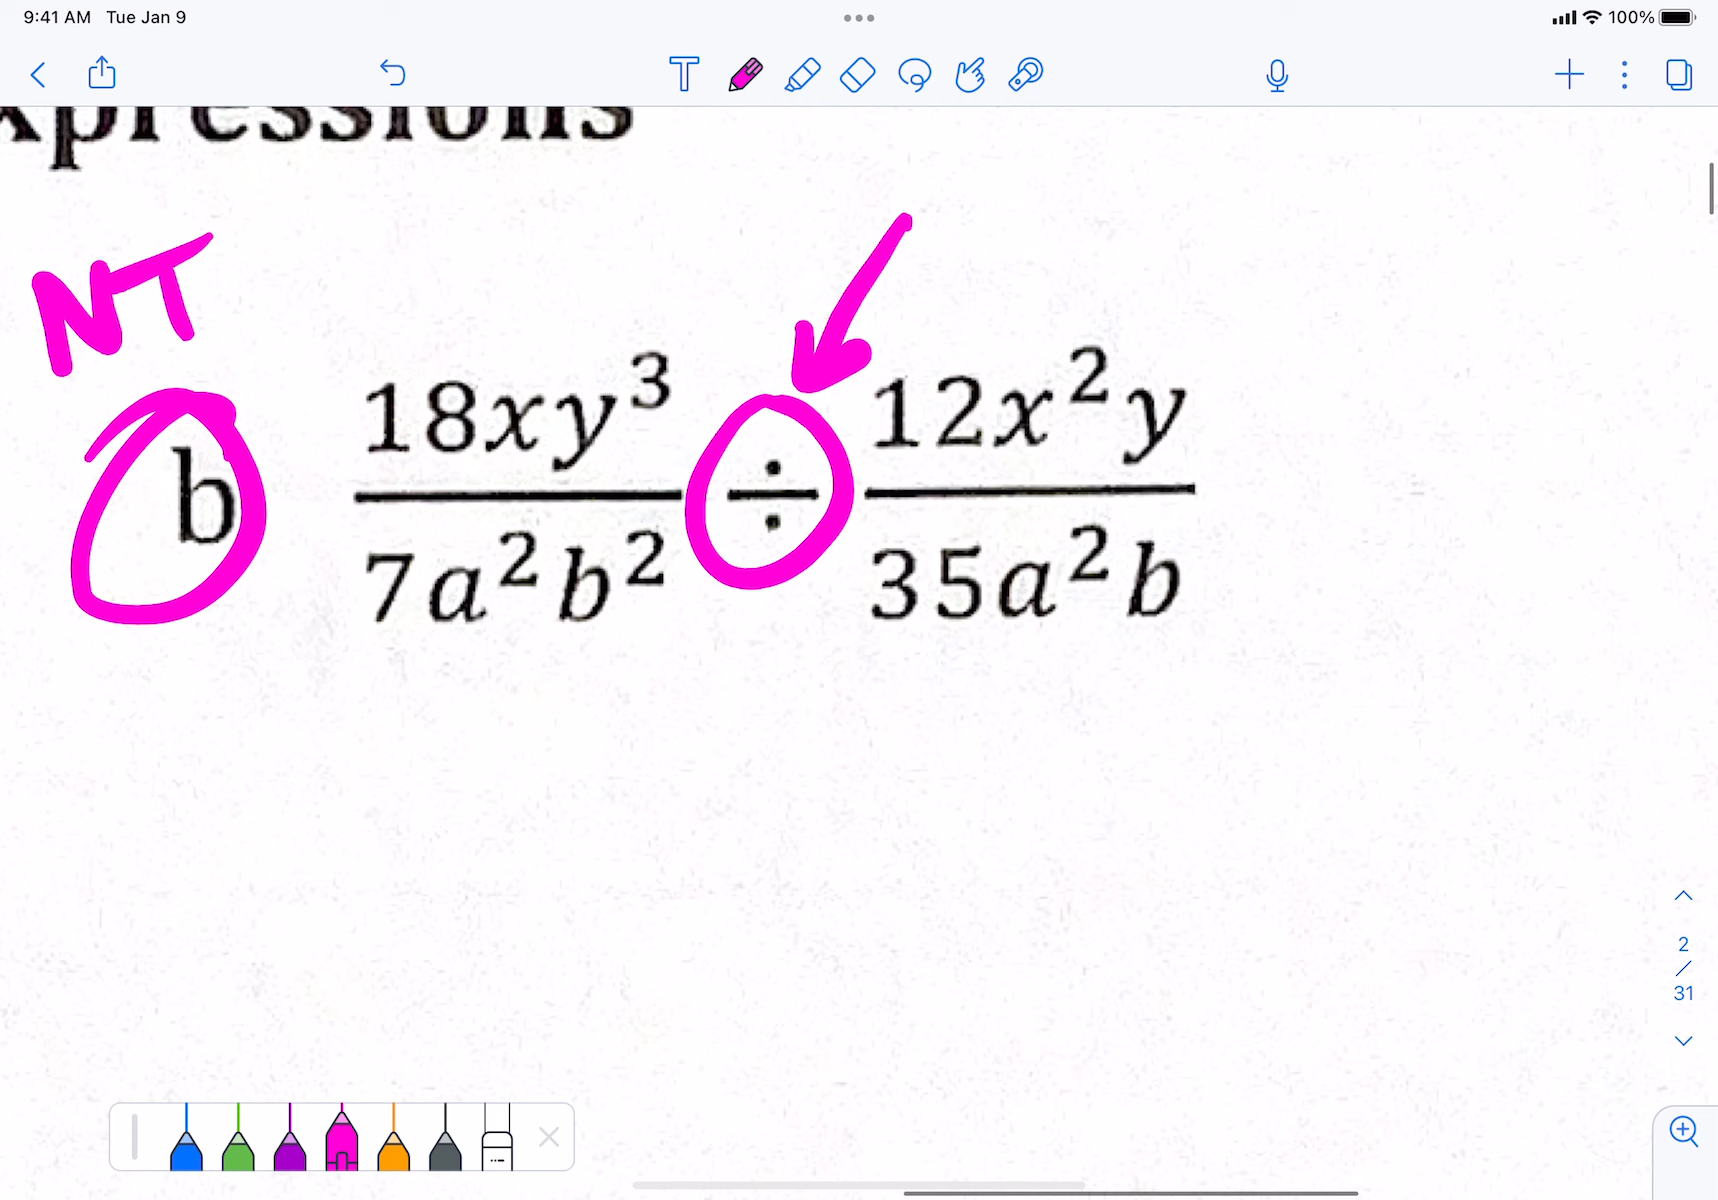 9:41 AM Tue Jan 9
100%
xpressions
NT
b 18xy³/7a²b² ÷ 12x²y/35a²b
2
/
31